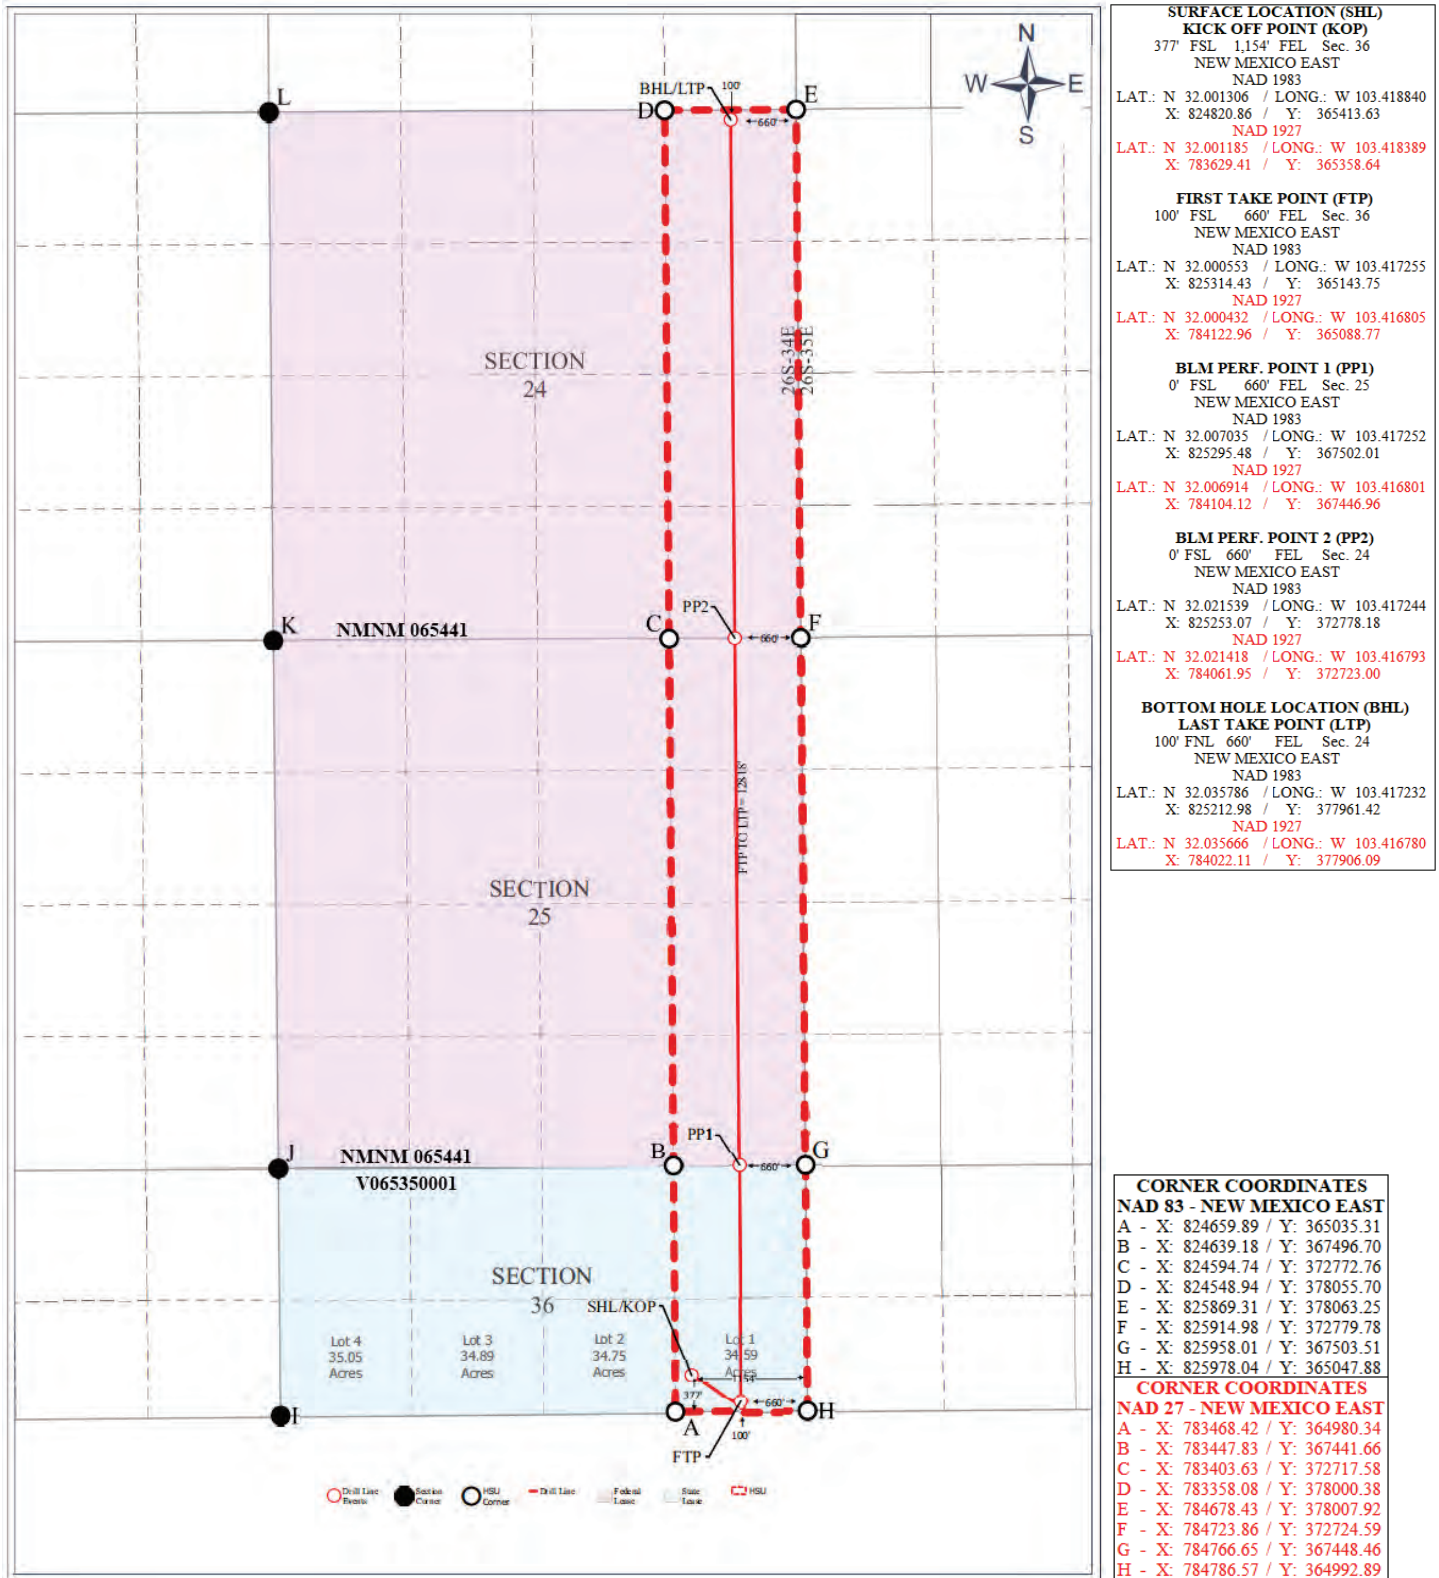 N
W E
S
L
BHL/LTP
100'
D
E
660'
SECTION
24
26S-34E
26S-35E
K
NMNM 065441
C
PP2
660'
F
FTP TO LTP = 12818'
SECTION
25
J
NMNM 065441
V065350001
B
PP1
660'
G
SECTION
36
SHL/KOP
Lot 4
35.05
Acres
Lot 3
34.89
Acres
Lot 2
34.75
Acres
Lot 1
34.59
Acres
1154'
377'
660'
I
A
H
100'
FTP
Drill Line
Events
Section
Corner
HSU
Corner
Drill Line
Federal
Lease
State
Lease
HSU
SURFACE LOCATION (SHL)
KICK OFF POINT (KOP)
377' FSL 1,154' FEL Sec. 36
NEW MEXICO EAST
NAD 1983
LAT.: N 32.001306 / LONG.: W 103.418840
X: 824820.86 / Y: 365413.63
NAD 1927
LAT.: N 32.001185 / LONG.: W 103.418389
X: 783629.41 / Y: 365358.64
FIRST TAKE POINT (FTP)
100' FSL 660' FEL Sec. 36
NEW MEXICO EAST
NAD 1983
LAT.: N 32.000553 / LONG.: W 103.417255
X: 825314.43 / Y: 365143.75
NAD 1927
LAT.: N 32.000432 / LONG.: W 103.416805
X: 784122.96 / Y: 365088.77
BLM PERF. POINT 1 (PP1)
0' FSL 660' FEL Sec. 25
NEW MEXICO EAST
NAD 1983
LAT.: N 32.007035 / LONG.: W 103.417252
X: 825295.48 / Y: 367502.01
NAD 1927
LAT.: N 32.006914 / LONG.: W 103.416801
X: 784104.12 / Y: 367446.96
BLM PERF. POINT 2 (PP2)
0' FSL 660' FEL Sec. 24
NEW MEXICO EAST
NAD 1983
LAT.: N 32.021539 / LONG.: W 103.417244
X: 825253.07 / Y: 372778.18
NAD 1927
LAT.: N 32.021418 / LONG.: W 103.416793
X: 784061.95 / Y: 372723.00
BOTTOM HOLE LOCATION (BHL)
LAST TAKE POINT (LTP)
100' FNL 660' FEL Sec. 24
NEW MEXICO EAST
NAD 1983
LAT.: N 32.035786 / LONG.: W 103.417232
X: 825212.98 / Y: 377961.42
NAD 1927
LAT.: N 32.035666 / LONG.: W 103.416780
X: 784022.11 / Y: 377906.09
CORNER COORDINATES
NAD 83 - NEW MEXICO EAST
A - X: 824659.89 / Y: 365035.31
B - X: 824639.18 / Y: 367496.70
C - X: 824594.74 / Y: 372772.76
D - X: 824548.94 / Y: 378055.70
E - X: 825869.31 / Y: 378063.25
F - X: 825914.98 / Y: 372779.78
G - X: 825958.01 / Y: 367503.51
H - X: 825978.04 / Y: 365047.88
CORNER COORDINATES
NAD 27 - NEW MEXICO EAST
A - X: 783468.42 / Y: 364980.34
B - X: 783447.83 / Y: 367441.66
C - X: 783403.63 / Y: 372717.58
D - X: 783358.08 / Y: 378000.38
E - X: 784678.43 / Y: 378007.92
F - X: 784723.86 / Y: 372724.59
G - X: 784766.65 / Y: 367448.46
H - X: 784786.57 / Y: 364992.89